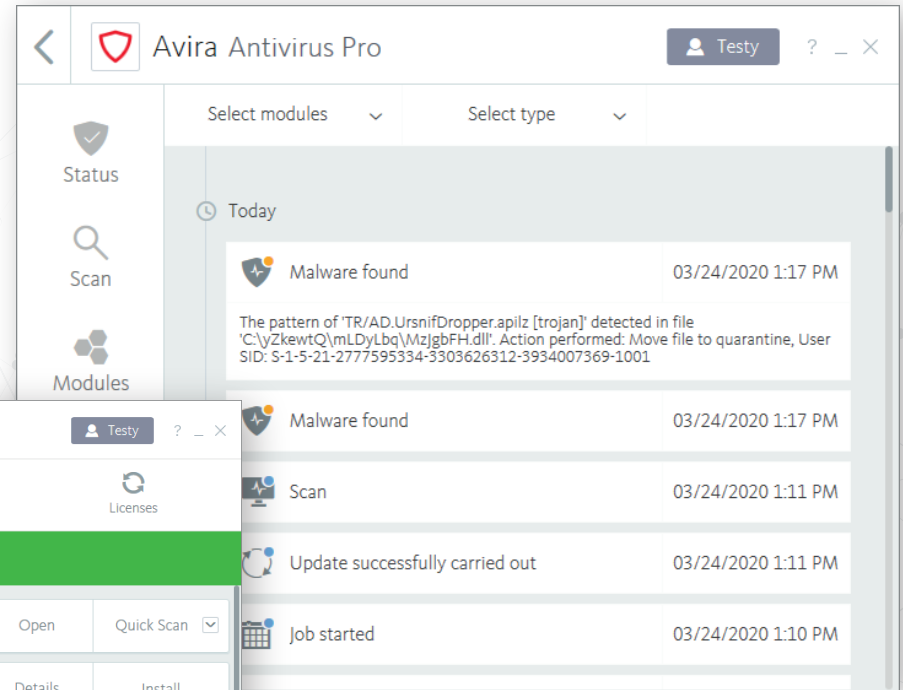 Avira Antivirus Pro
Testy
?
Select modules
Select type
Status
Scan
Modules
Today
Malware found 03/24/2020 1:17 PM
The pattern of 'TR/AD.UrsnifDropper.apilz [trojan]' detected in file
'C:\yZkewtQ\mLDyLbq\MzJgbFH.dll'. Action performed: Move file to quarantine, User
SID: S-1-5-21-2777595334-3303626312-3934007369-1001
Malware found 03/24/2020 1:17 PM
Scan 03/24/2020 1:11 PM
Update successfully carried out 03/24/2020 1:11 PM
Job started 03/24/2020 1:10 PM
Testy
?
Licenses
Open
Quick Scan
Details
Install